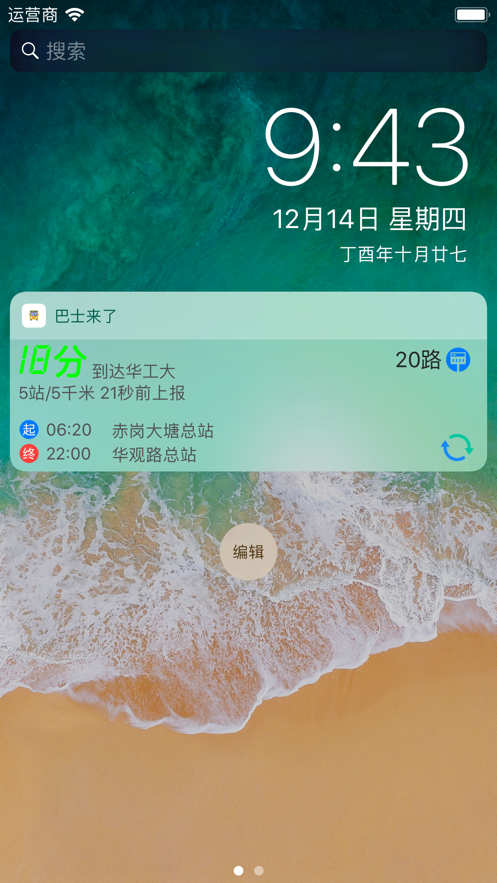 运营商
搜索
9:43
12月14日 星期四
丁酉年十月廿七
巴士来了
18分 到达华工大
20路
5站/5千米 21秒前上报
起 06:20 赤岗大塘总站
终 22:00 华观路总站
编辑